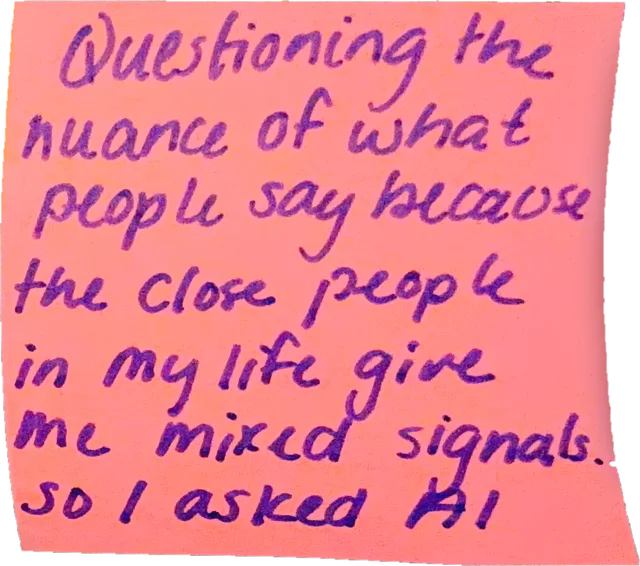 Questioning the
nuance of what
people say because
the close people
in my life give
me mixed signals.
so I asked AI